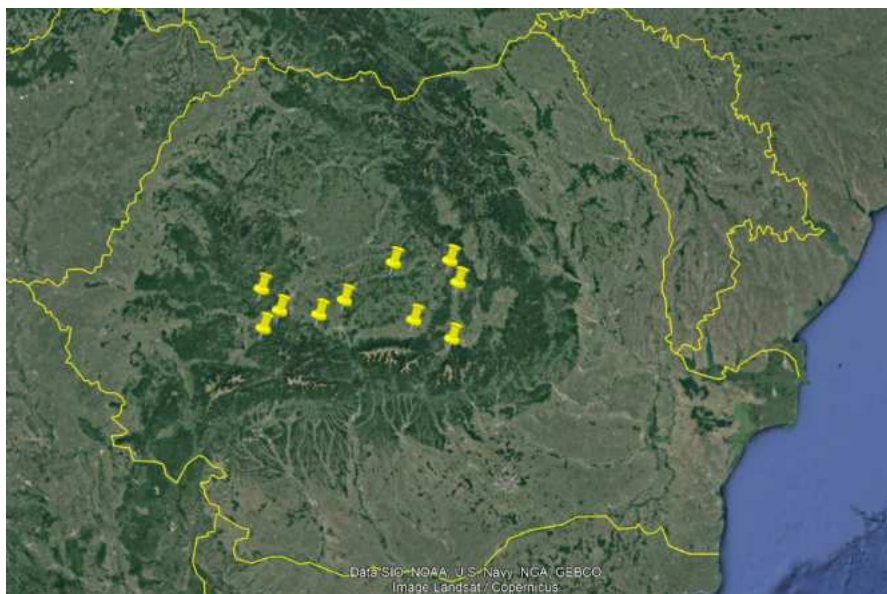 Data SIO, NOAA, U.S. Navy, NGA, GEBCO
Image Landsat / Copernicus